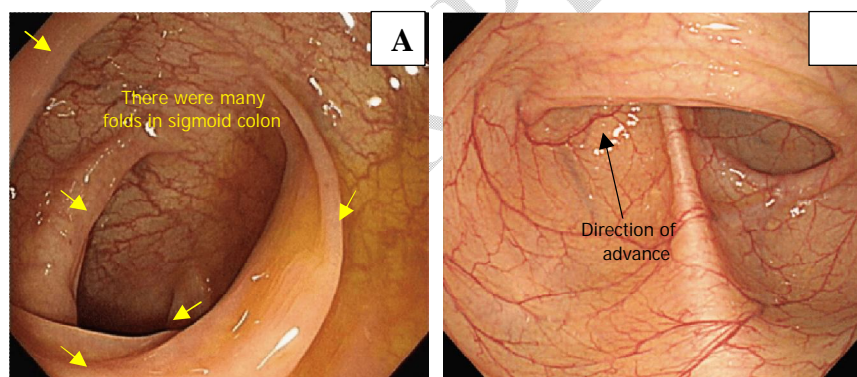 A
There were many
folds in sigmoid colon
Direction of
advance